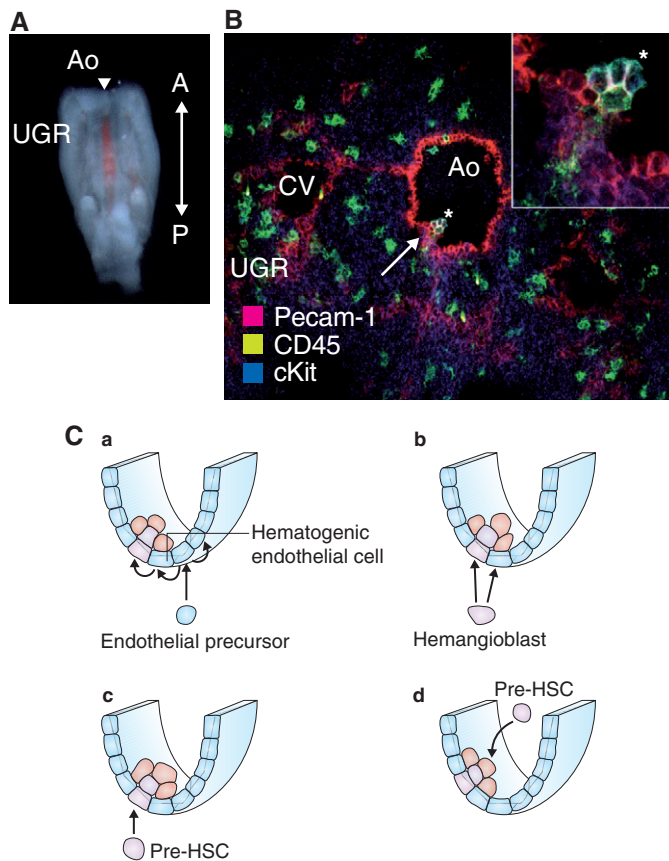 A
Ao
A
UGR
P
B
Ao
CV
*
UGR
Pecam-1
CD45
cKit
*
C
a
Hematogenic
endothelial cell
Endothelial precursor
b
Hemangioblast
c
Pre-HSC
d
Pre-HSC